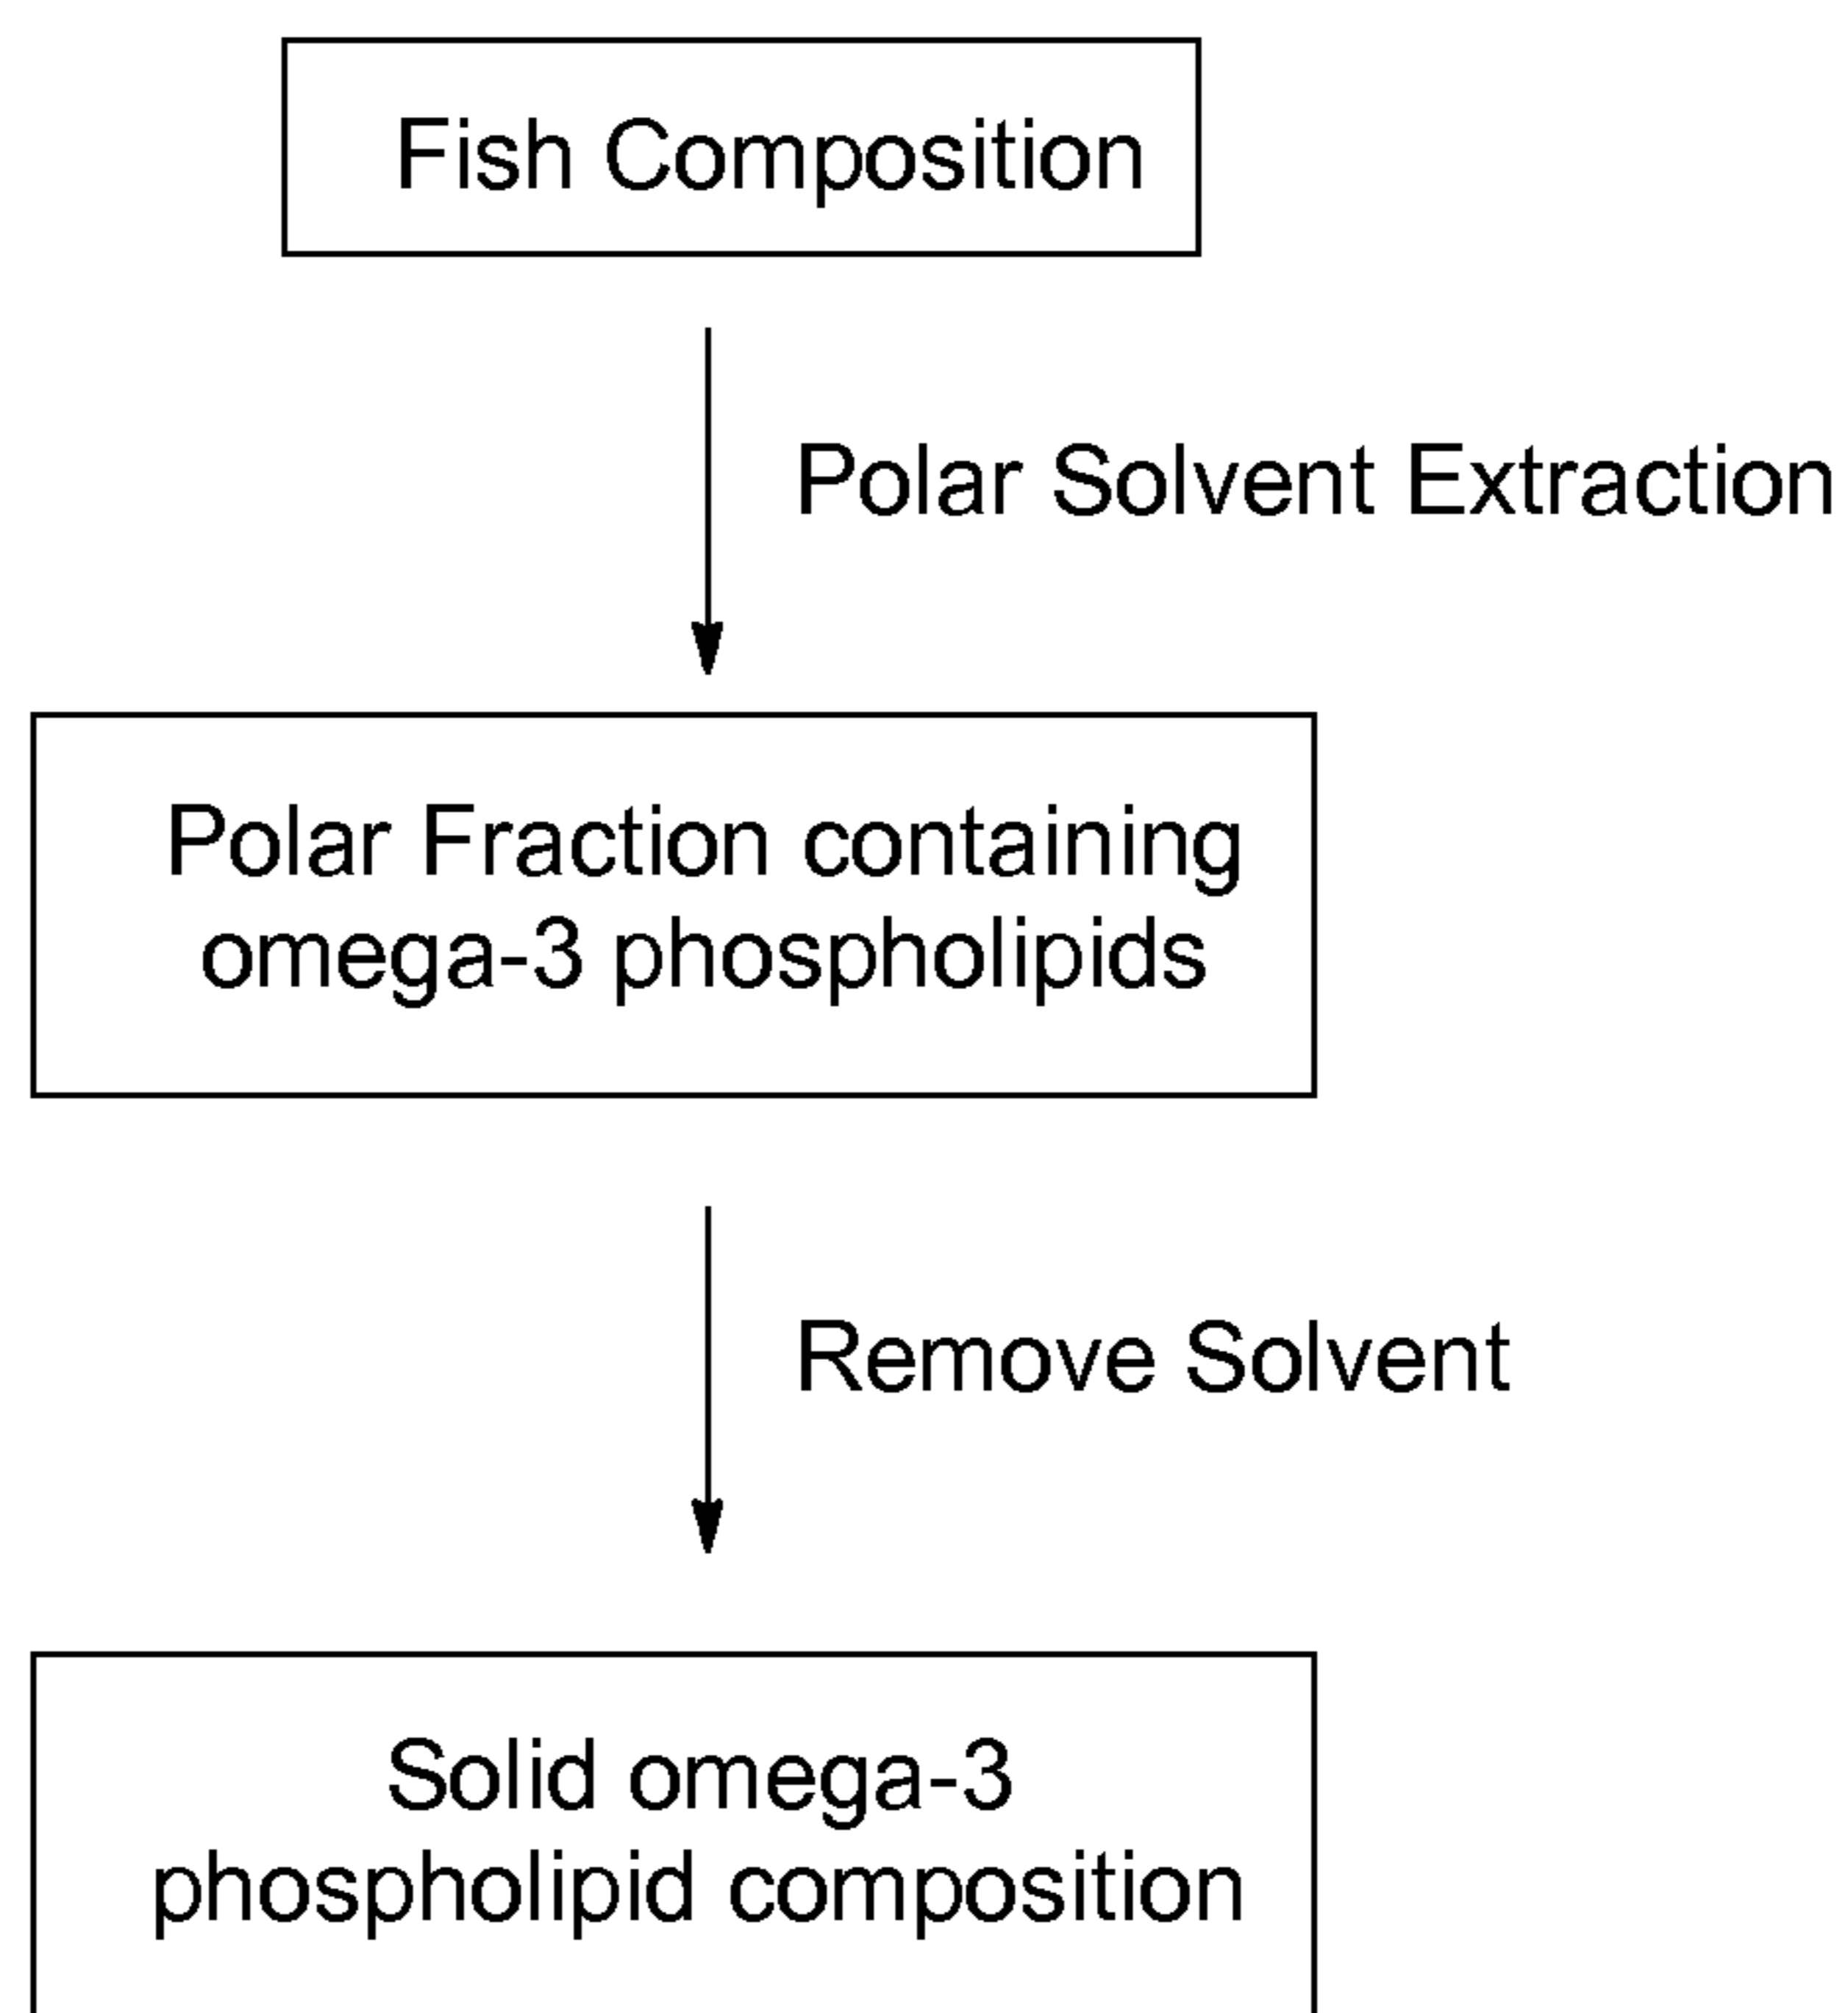 Fish Composition
Polar Solvent Extraction
Polar Fraction containing
omega-3 phospholipids
Remove Solvent
Solid omega-3
phospholipid composition